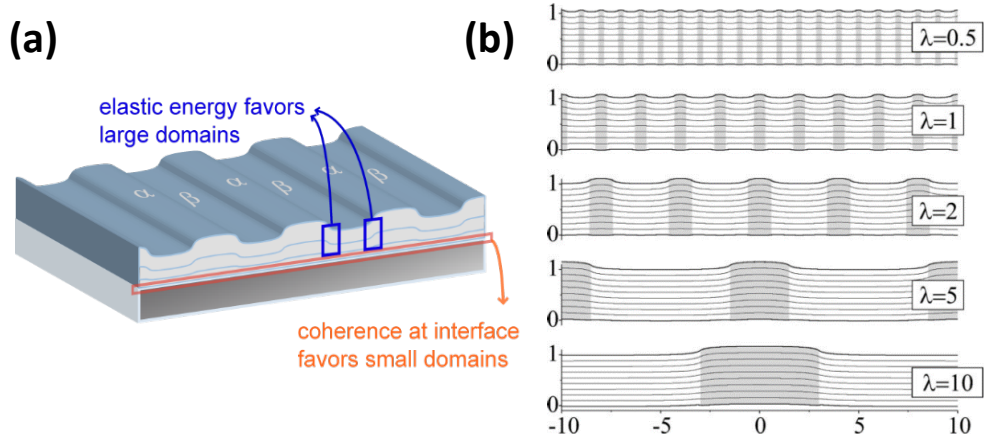 (a)
elastic energy favors
large domains
α
β
α
β
α
β
coherence at interface
favors small domains
(b)
1
0
λ=0.5
1
0
λ=1
1
0
λ=2
1
0
λ=5
1
0
λ=10
-10
-5
0
5
10